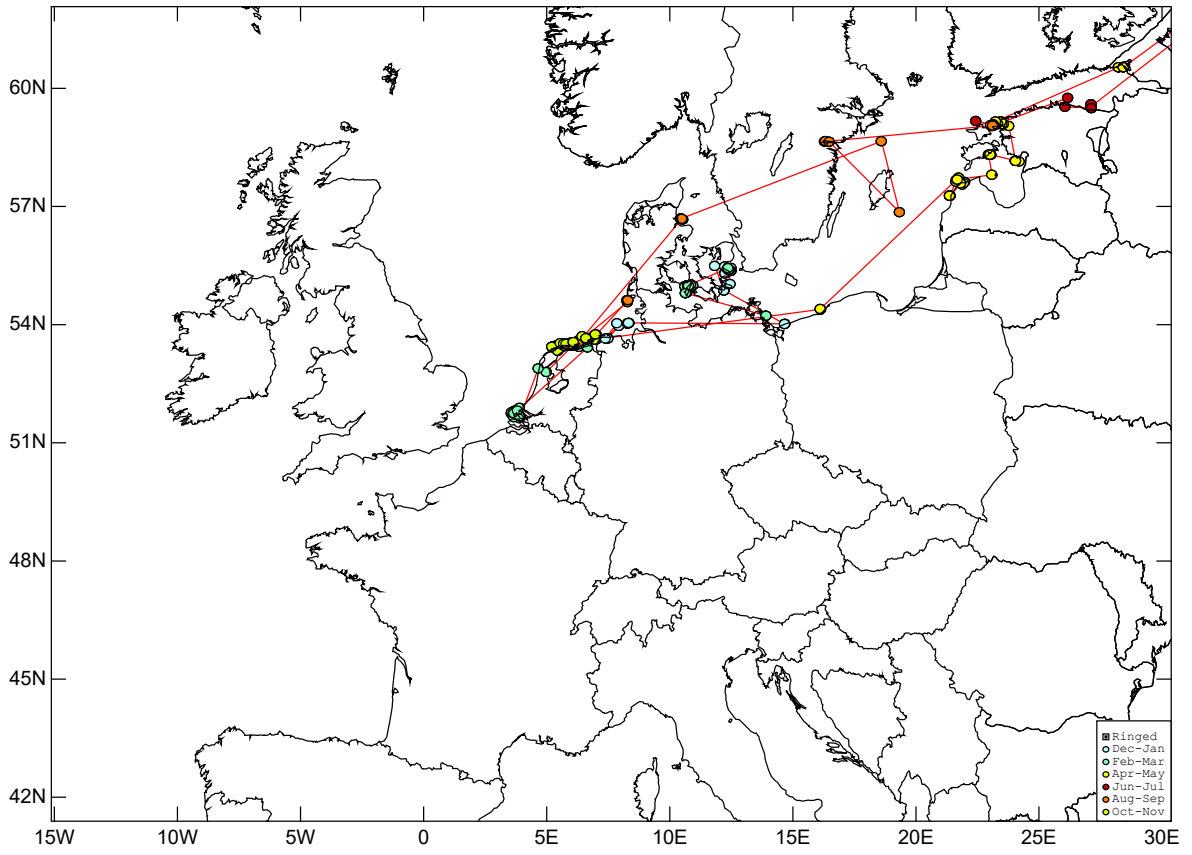 60N
57N
54N
51N
48N
45N
42N
15W
10W
5W
0
5E
10E
15E
20E
25E
30E
Ringed
Dec-Jan
Feb-Mar
Apr-May
Jun-Jul
Aug-Sep
Oct-Nov